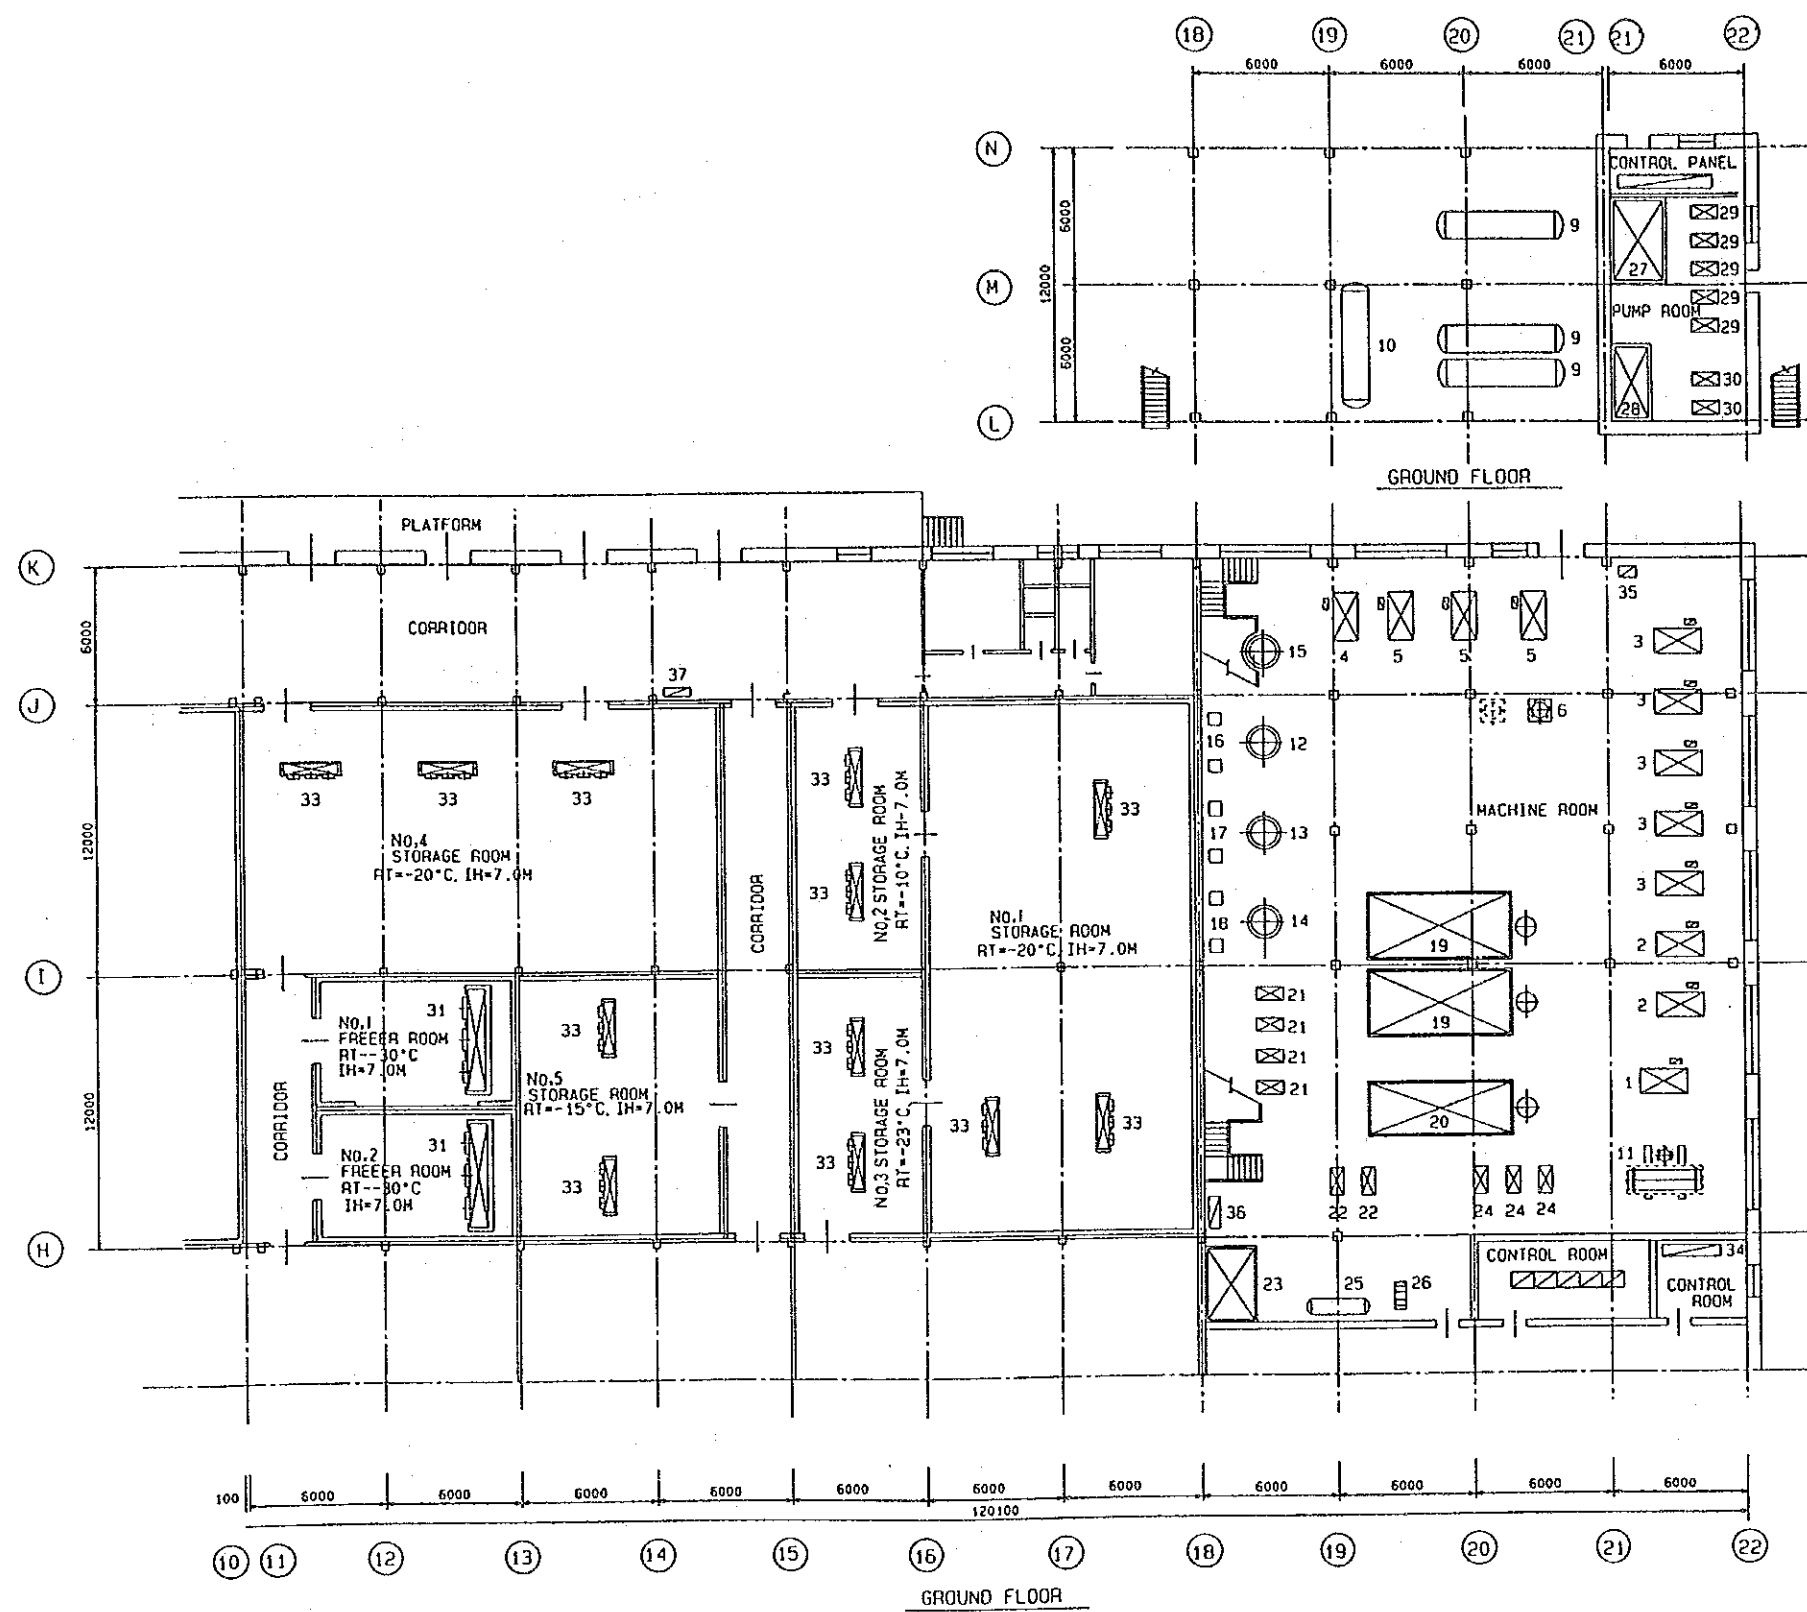 18 19 20 21 21' 22'
6000 6000 6000 6000
N
CONTROL PANEL
29
9 29
6000 27 29
M 12000
29
PUMP ROOM
29
10 9
6000 9
30
28 30
L
GROUND FLOOR
PLATFORM
K
35
CORRIDOR
6000
15 4 5 5 5 3
37
J
3
6
16 12
33 33 33 33 3
33
MACHINE ROOM
17 13 3
12000
No,4
STORAGE ROOM
RT=-20°C, IH=7.0M
NO,2 STORAGE ROOM
RT=-10°C, IH-7.0M
33
3
CORRIDOR
No.1
STORAGE ROOM
RT=-20°C, IH=7.0M
18 14
19 2
I
21
31 33 2
No,1
FREEER ROOM
RT--30°C
IH=7.0M
19
21
33
21
No.5
STORAGE ROOM
RT=-15°C, IH=7.0M
NO,3 STORAGE ROOM
RT=-23°C, IH=7.0M
21 1
12000
CORRIDOR
33 33 20
31
No.2
FREEER ROOM
RT--30°C
IH=7.0M
33 33
11
36 22 22 24 24 24
H
CONTROL ROOM 34
23 25 26
CONTROL
ROOM
100 6000 6000 6000 6000 6000 6000 6000 6000 6000 6000 6000
120100
10 11 12 13 14 15 16 17 18 19 20 21 22
GROUND FLOOR